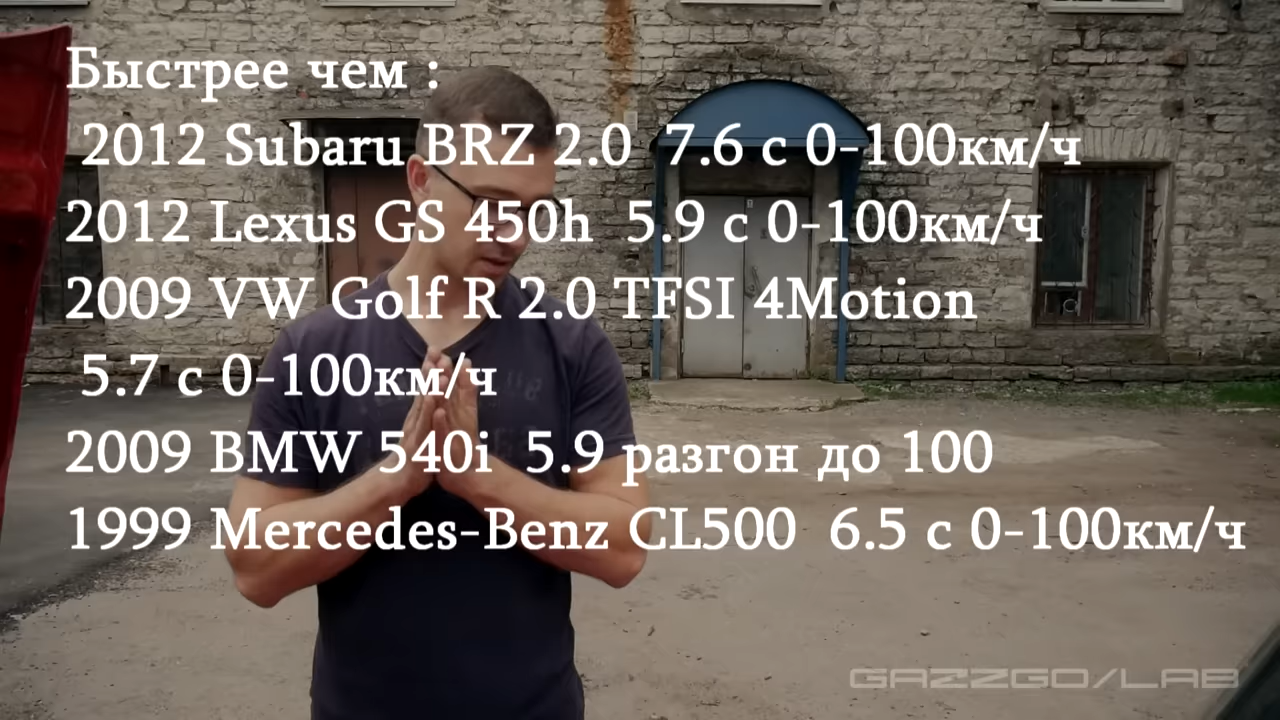 Быстрее чем :
2012 Subaru BRZ 2.0 7.6 с 0-100км/ч
2012 Lexus GS 450h 5.9 с 0-100км/ч
2009 VW Golf R 2.0 TFSI 4Motion
5.7 с 0-100км/ч
2009 BMW 540i 5.9 разгон до 100
1999 Mercedes-Benz CL500 6.5 с 0-100км/ч
GAZZGO/LAB